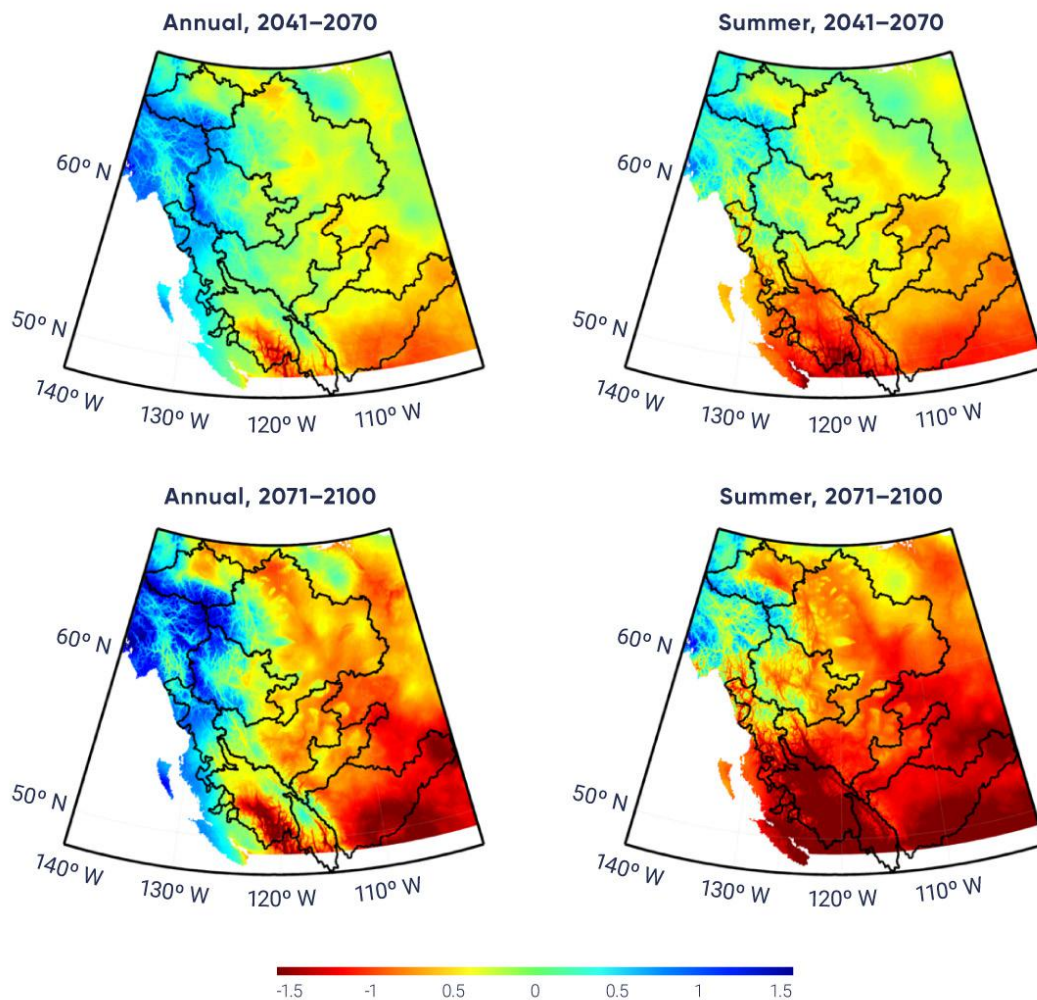 Annual, 2041–2070
Summer, 2041–2070
60° N
50° N
140° W
130° W
120° W
110° W
60° N
50° N
140° W
130° W
120° W
110° W
Annual, 2071–2100
Summer, 2071–2100
60° N
50° N
140° W
130° W
120° W
110° W
60° N
50° N
140° W
130° W
120° W
110° W
-1.5 -1 0.5 0 0.5 1 1.5